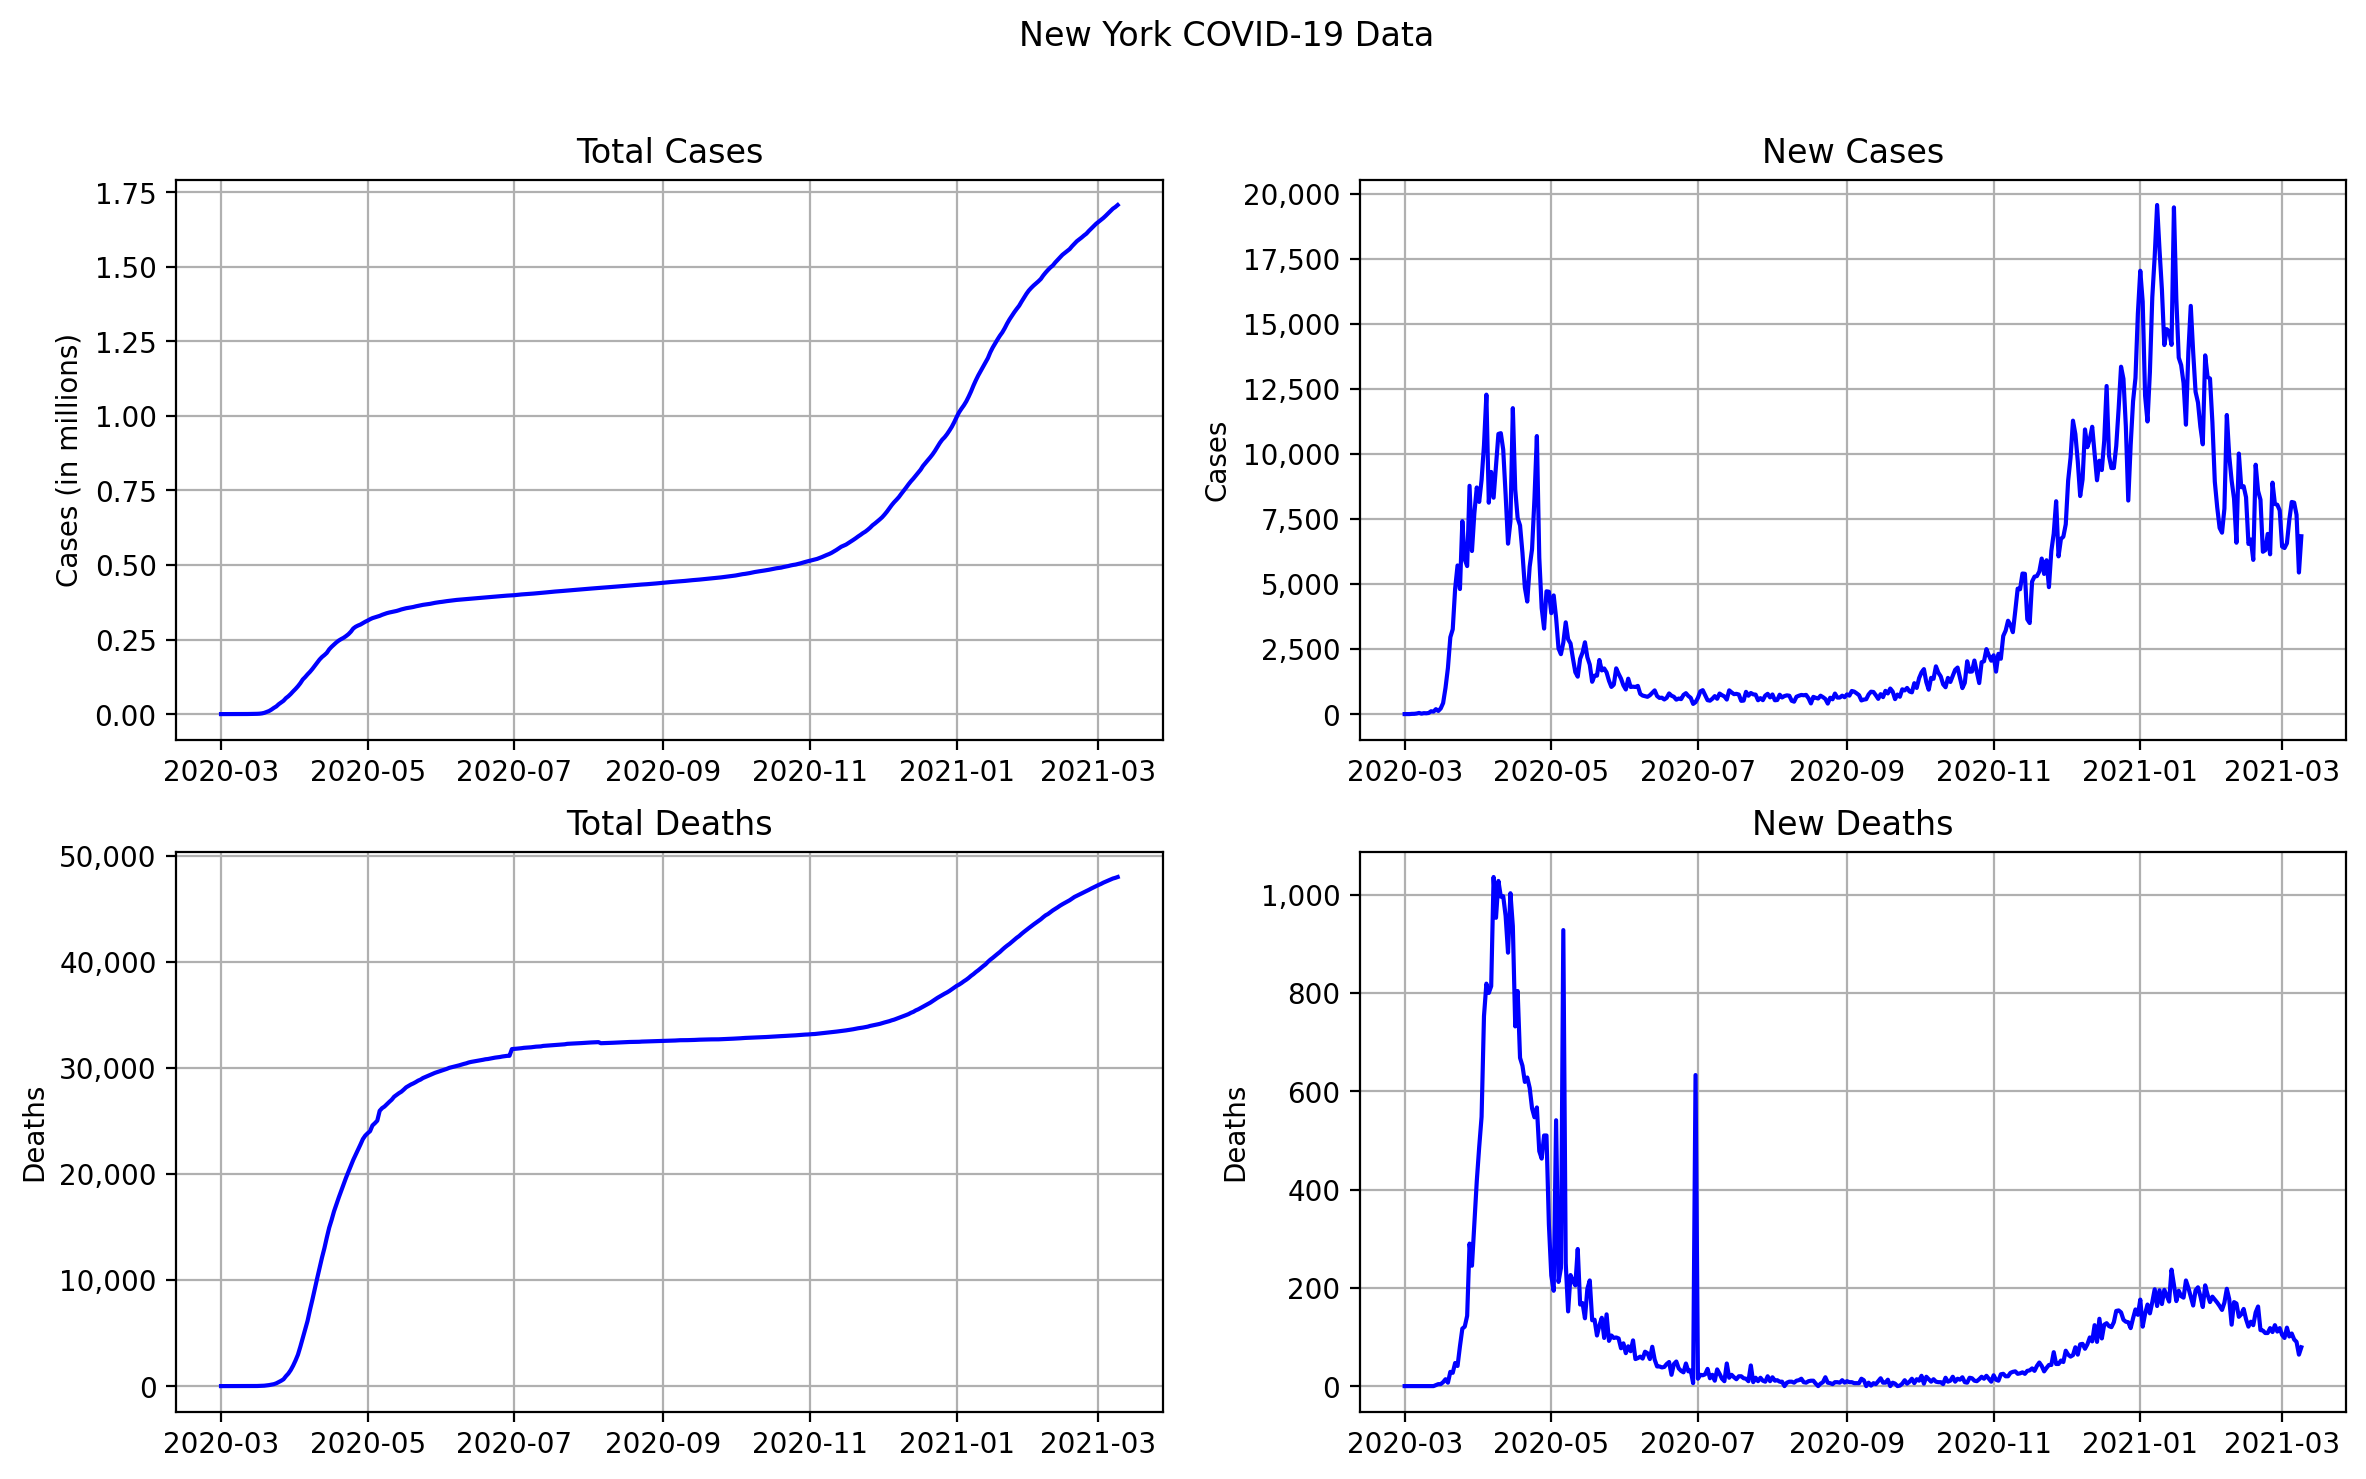 New York COVID-19 Data
Total Cases
Cases (in millions)
1.75
1.50
1.25
1.00
0.75
0.50
0.25
0.00
2020-03 2020-05 2020-07 2020-09 2020-11 2021-01 2021-03
New Cases
Cases
20,000
17,500
15,000
12,500
10,000
7,500
5,000
2,500
0
2020-03 2020-05 2020-07 2020-09 2020-11 2021-01 2021-03
Total Deaths
Deaths
50,000
40,000
30,000
20,000
10,000
0
2020-03 2020-05 2020-07 2020-09 2020-11 2021-01 2021-03
New Deaths
Deaths
1,000
800
600
400
200
0
2020-03 2020-05 2020-07 2020-09 2020-11 2021-01 2021-03